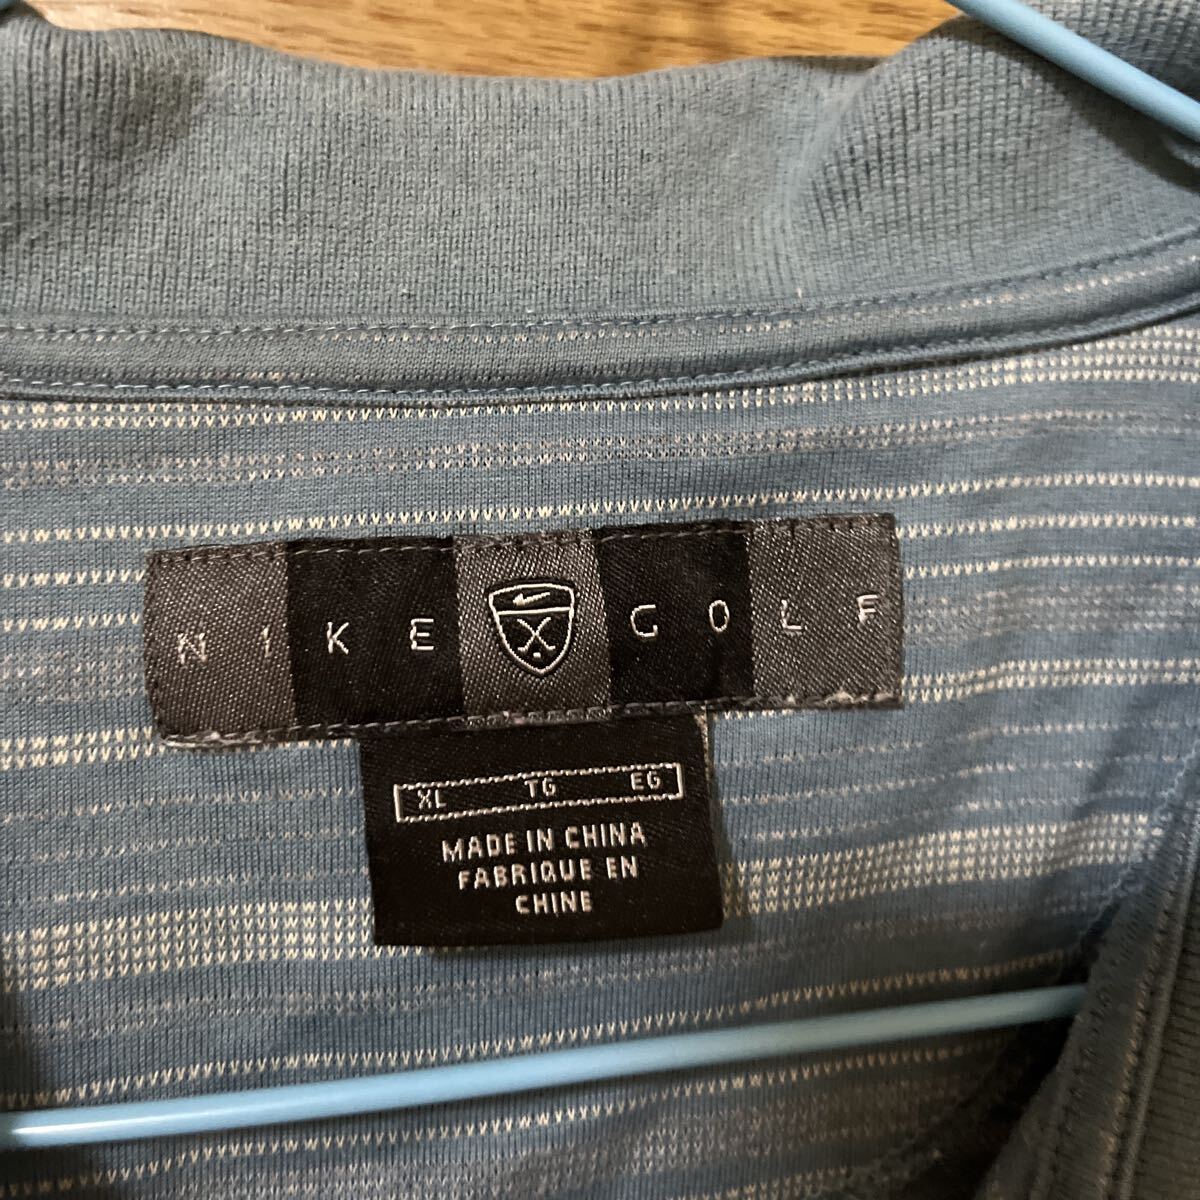 NIKE GOLF
XL TG EG
MADE IN CHINA
FABRIQUE EN
CHINE